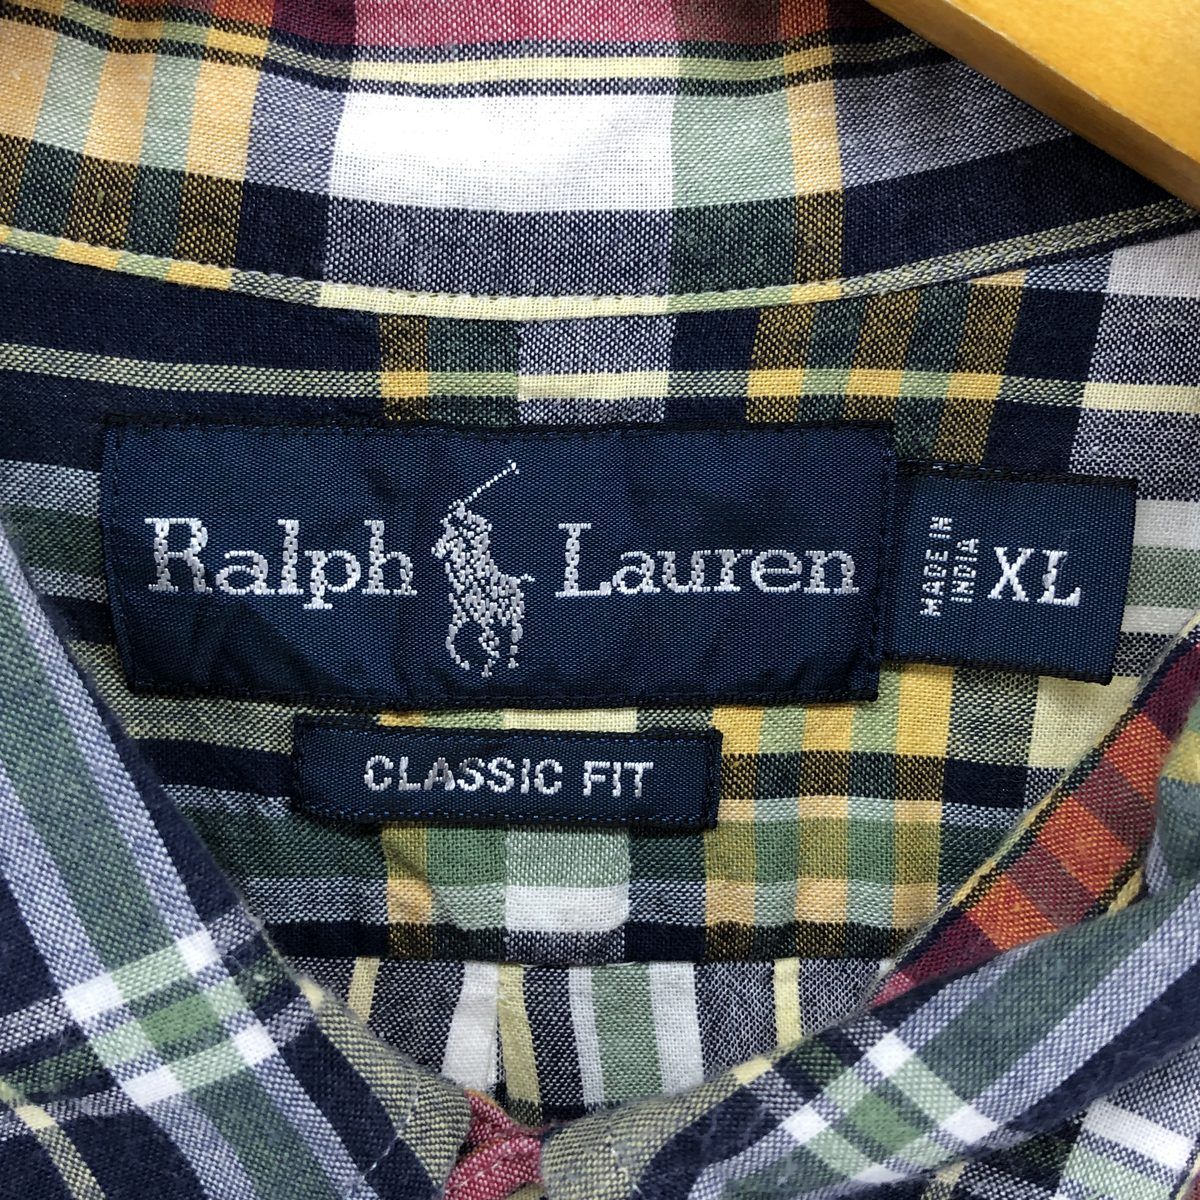 Ralph Lauren
MADE IN
INDIA
XL
CLASSIC FIT